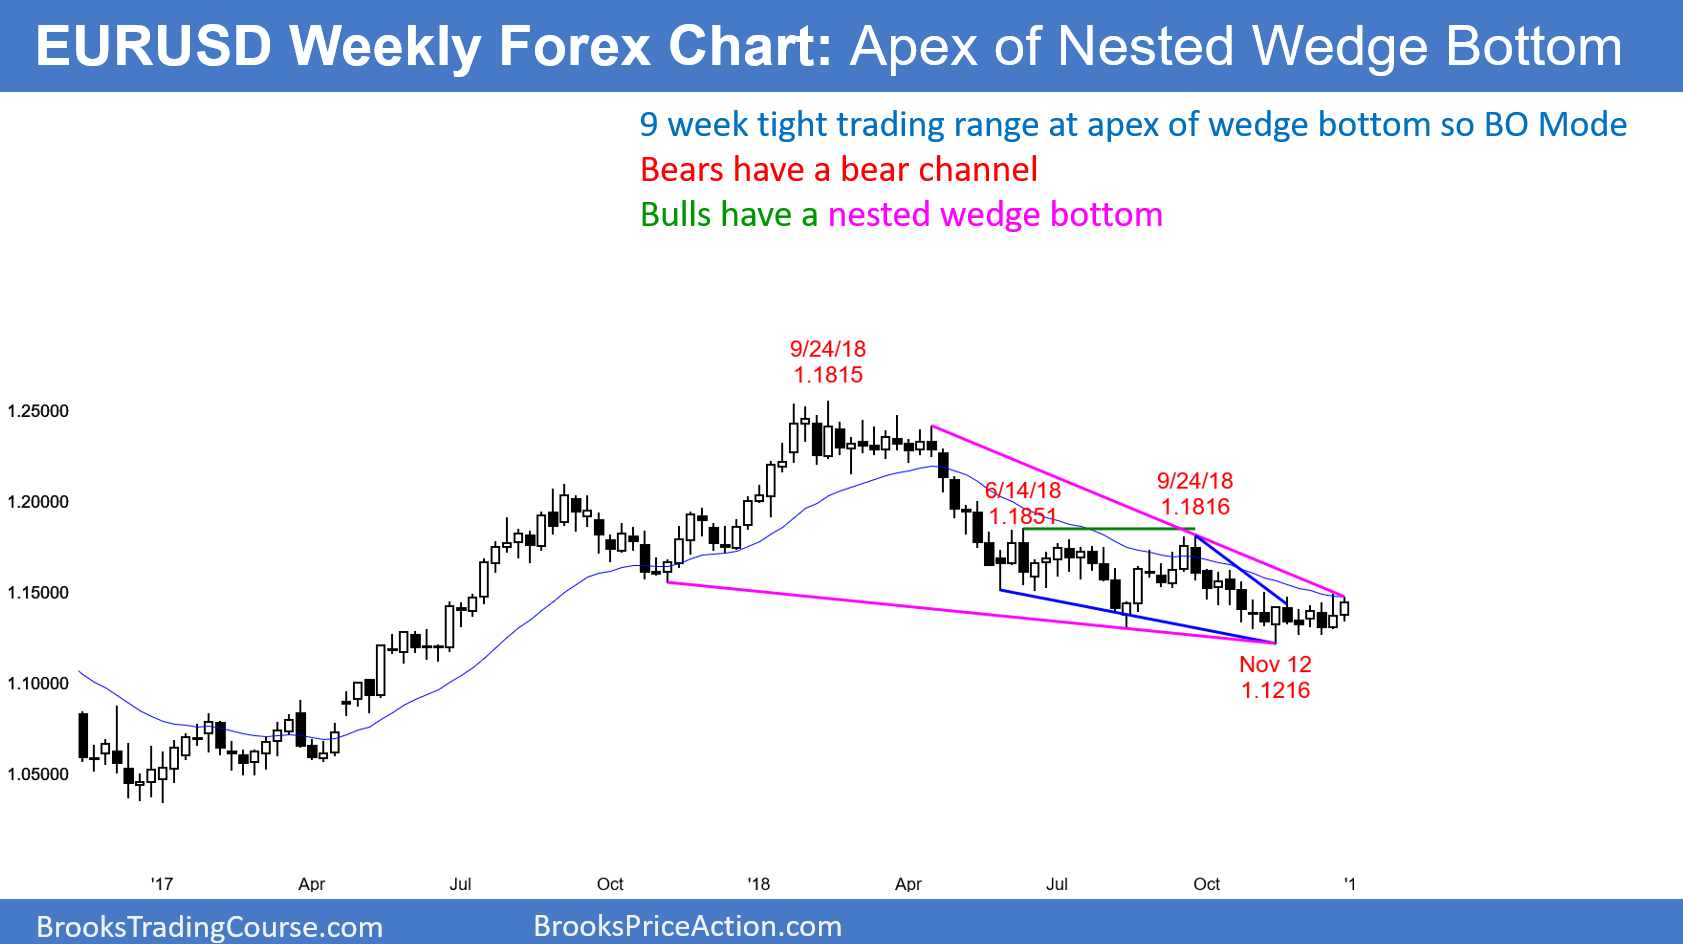 EURUSD Weekly Forex Chart: Apex of Nested Wedge Bottom
9 week tight trading range at apex of wedge bottom so BO Mode
Bears have a bear channel
Bulls have a nested wedge bottom
9/24/18
1.1815
1.25000
9/24/18
1.1816
6/14/18
1.1851
1.20000
1.15000
Nov 12
1.1216
1.10000
1.05000
'17 Apr Jul Oct '18 Apr Jul Oct '1
BrooksTradingCourse.com BrooksPriceAction.com